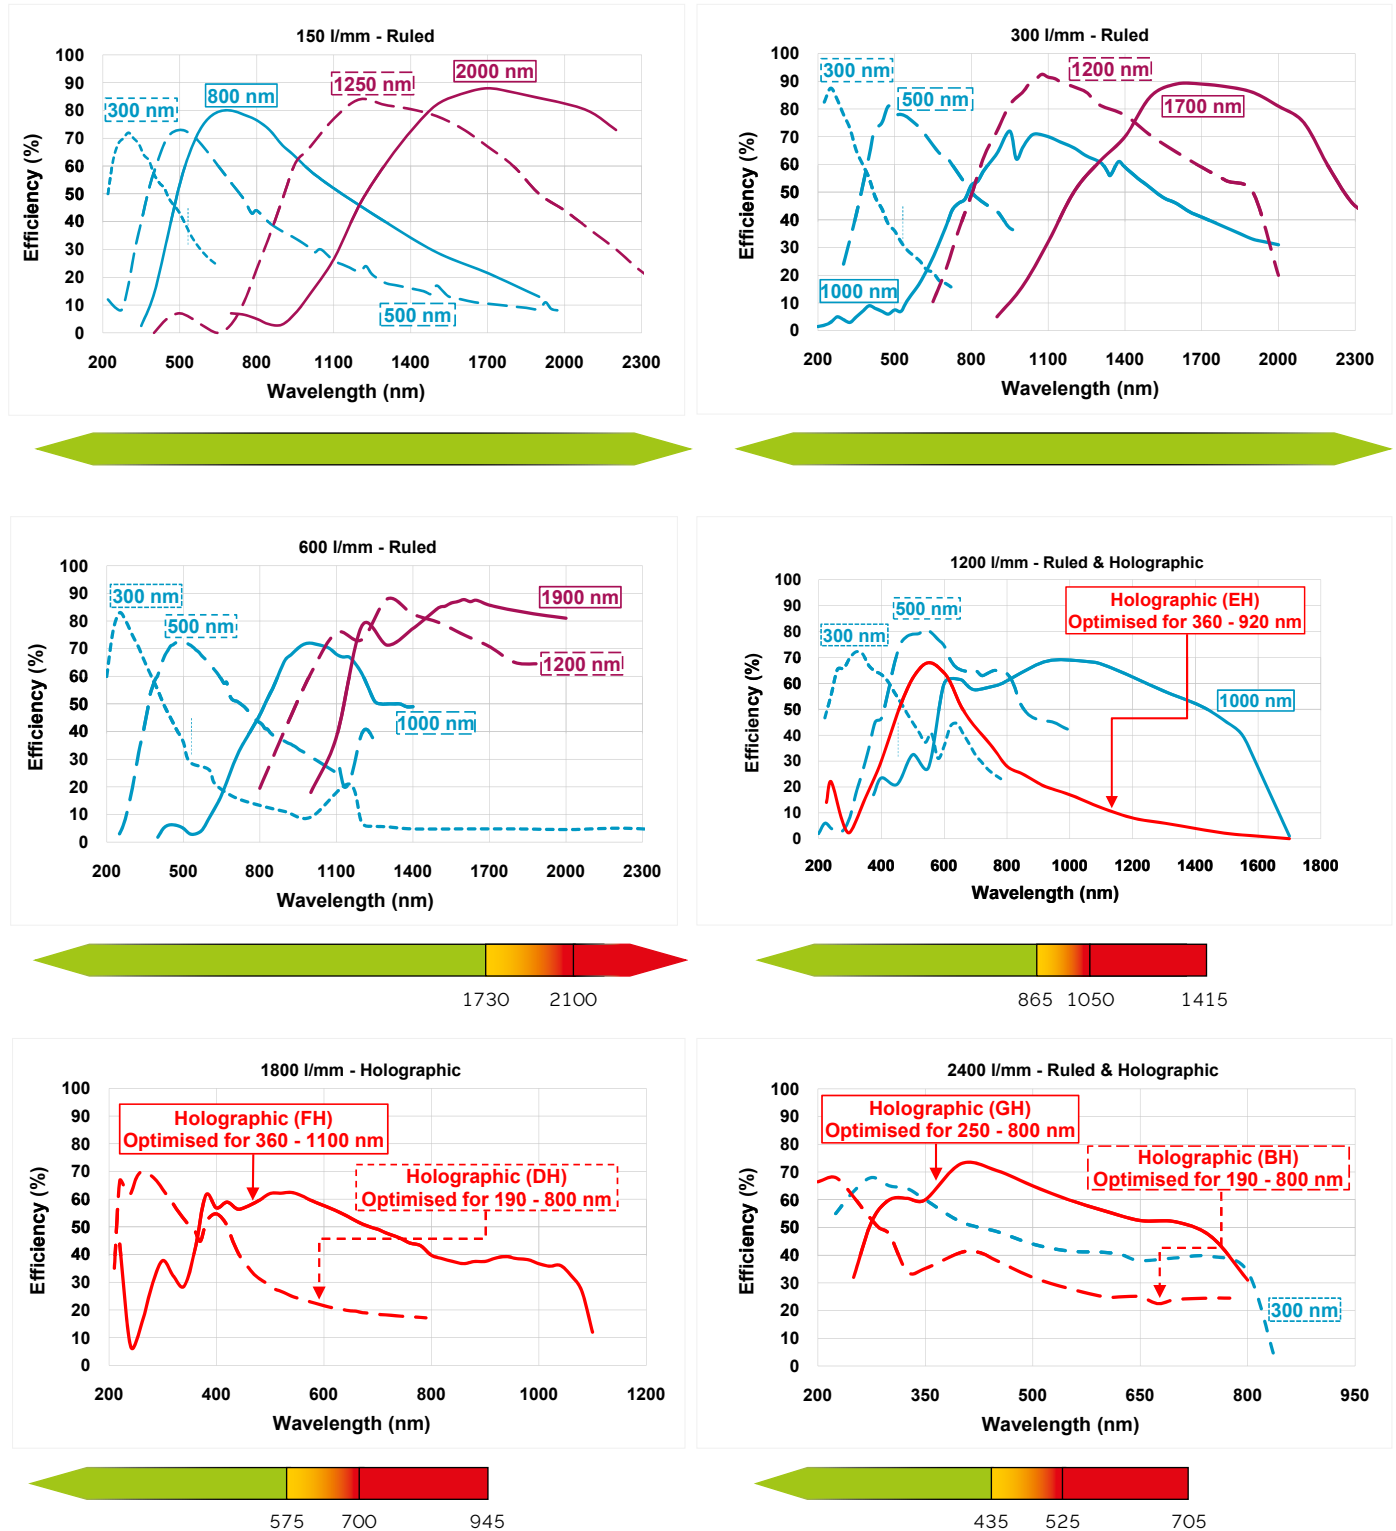 150 l/mm - Ruled
Efficiency (%)
100
90
80
70
60
50
40
30
20
10
0
300 nm
800 nm
1250 nm
2000 nm
500 nm
200 500 800 1100 1400 1700 2000 2300
Wavelength (nm)
300 l/mm - Ruled
Efficiency (%)
100
90
80
70
60
50
40
30
20
10
0
300 nm
500 nm
1200 nm
1700 nm
1000 nm
200 500 800 1100 1400 1700 2000 2300
Wavelength (nm)
600 l/mm - Ruled
Efficiency (%)
100
90
80
70
60
50
40
30
20
10
0
300 nm
500 nm
1900 nm
1200 nm
1000 nm
200 500 800 1100 1400 1700 2000 2300
Wavelength (nm)
1730 2100
1200 l/mm - Ruled & Holographic
Efficiency (%)
100
90
80
70
60
50
40
30
20
10
0
300 nm
500 nm
Holographic (EH)
Optimised for 360 - 920 nm
1000 nm
200 400 600 800 1000 1200 1400 1600 1800
Wavelength (nm)
865 1050 1415
1800 l/mm - Holographic
Efficiency (%)
100
90
80
70
60
50
40
30
20
10
0
Holographic (FH)
Optimised for 360 - 1100 nm
Holographic (DH)
Optimised for 190 - 800 nm
200 400 600 800 1000 1200
Wavelength (nm)
575 700 945
2400 l/mm - Ruled & Holographic
Efficiency (%)
100
90
80
70
60
50
40
30
20
10
0
Holographic (GH)
Optimised for 250 - 800 nm
Holographic (BH)
Optimised for 190 - 800 nm
300 nm
200 350 500 650 800 950
Wavelength (nm)
435 525 705